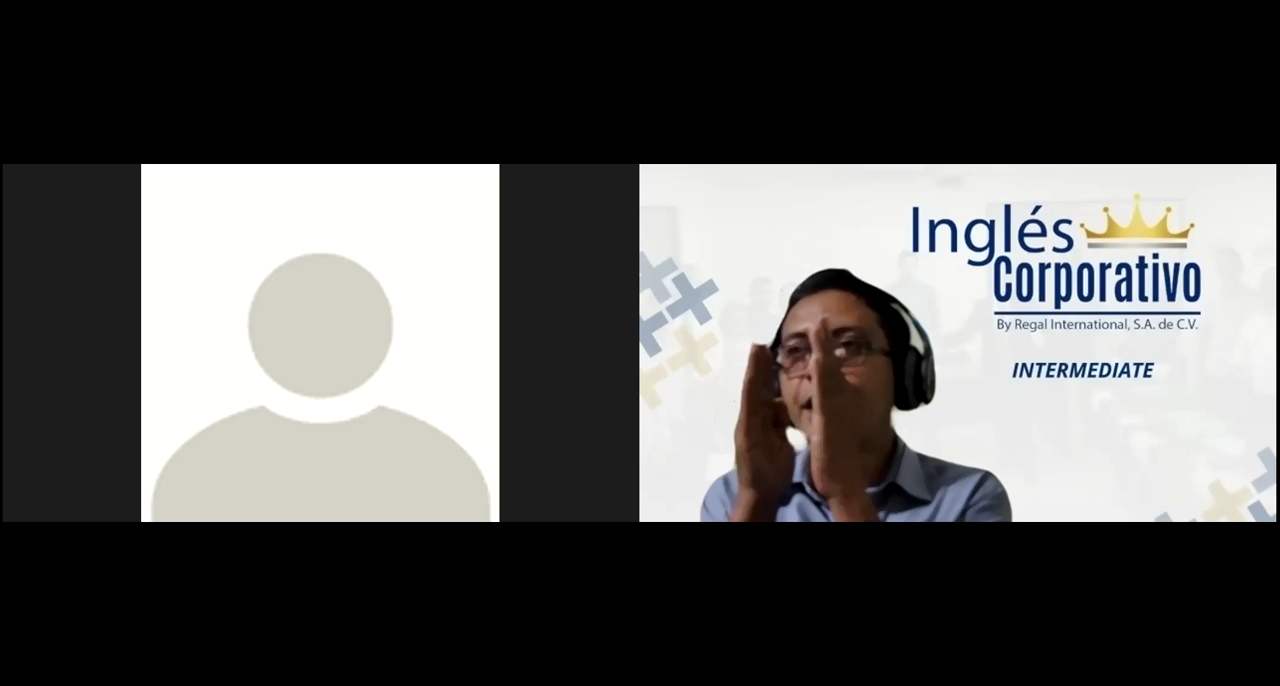 Inglés
Corporativo
By Regal International, S.A. de C.V.
INTERMEDIATE